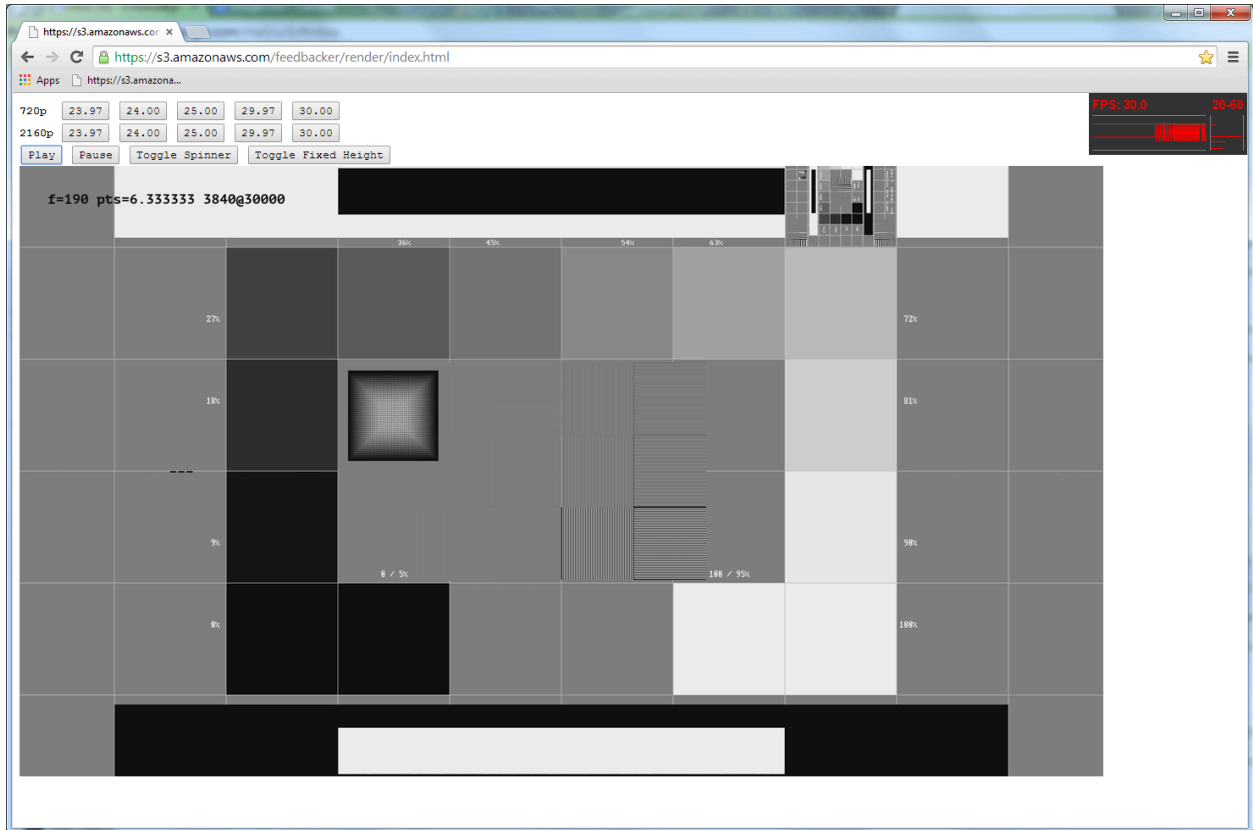 https://s3.amazonaws.cor
https://s3.amazonaws.com/feedbacker/render/index.html
Apps https://s3.amazona...
720p 23.97 24.00 25.00 29.97 30.00
2160p 23.97 24.00 25.00 29.97 30.00
Play Pause Toggle Spinner Toggle Fixed Height
FPS: 30.0 20-60
f=190 pts=6.333333 3840@30000
36% 45% 54% 63%
27% 72%
18% 81%
9% 90%
0 / 5% 100 / 95%
0% 100%